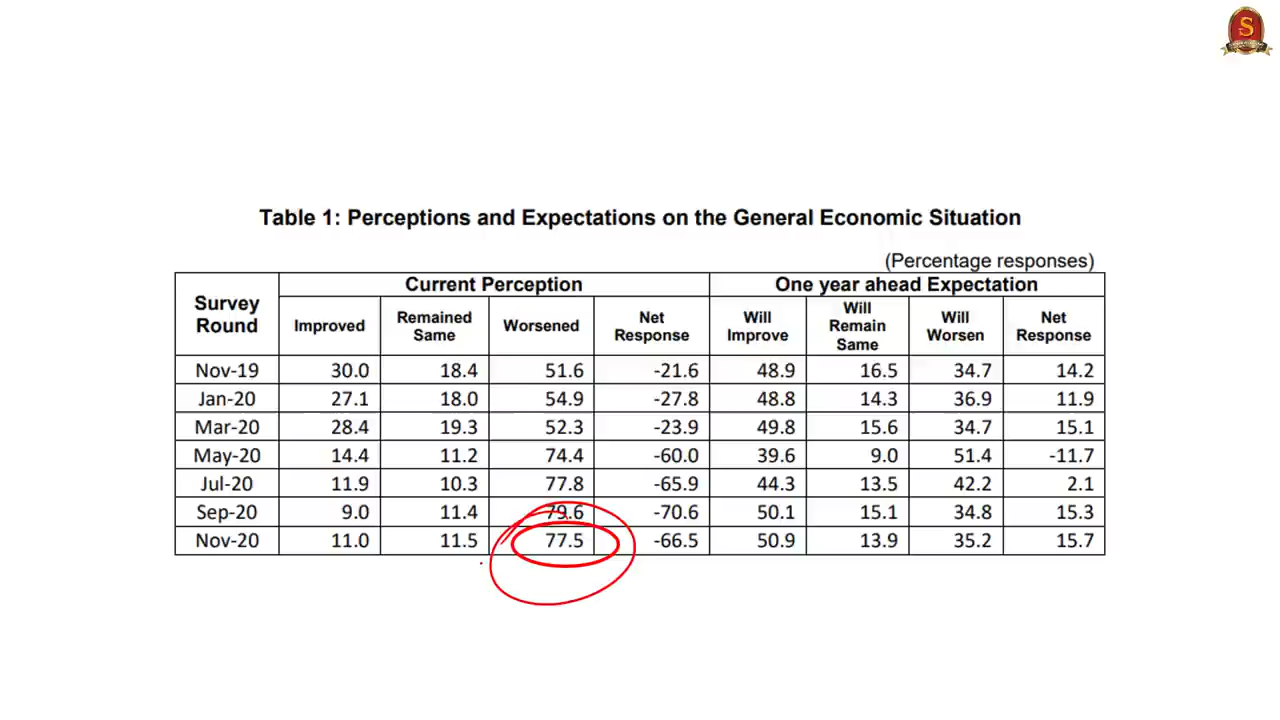 S
Table 1: Perceptions and Expectations on the General Economic Situation
(Percentage responses)
Survey Round Current Perception One year ahead Expectation
Improved Remained Same Worsened Net Response Will Improve Will Remain Same Will Worsen Net Response
Nov-19 30.0 18.4 51.6 -21.6 48.9 16.5 34.7 14.2
Jan-20 27.1 18.0 54.9 -27.8 48.8 14.3 36.9 11.9
Mar-20 28.4 19.3 52.3 -23.9 49.8 15.6 34.7 15.1
May-20 14.4 11.2 74.4 -60.0 39.6 9.0 51.4 -11.7
Jul-20 11.9 10.3 77.8 -65.9 44.3 13.5 42.2 2.1
Sep-20 9.0 11.4 79.6 -70.6 50.1 15.1 34.8 15.3
Nov-20 11.0 11.5 77.5 -66.5 50.9 13.9 35.2 15.7